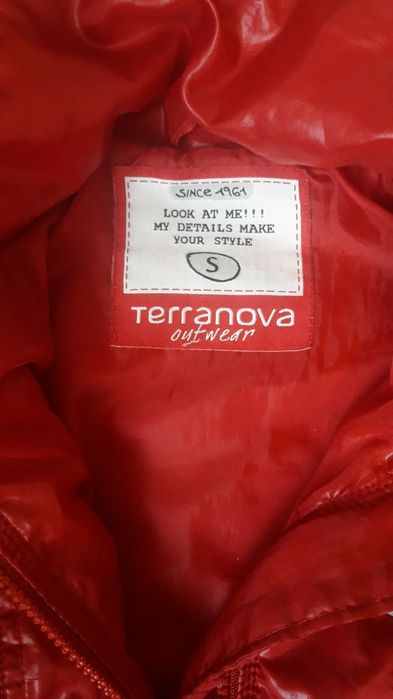 SINCE 1961
LOOK AT ME!!!
MY DETAILS MAKE
YOUR STYLE
S
Terranova
outwear